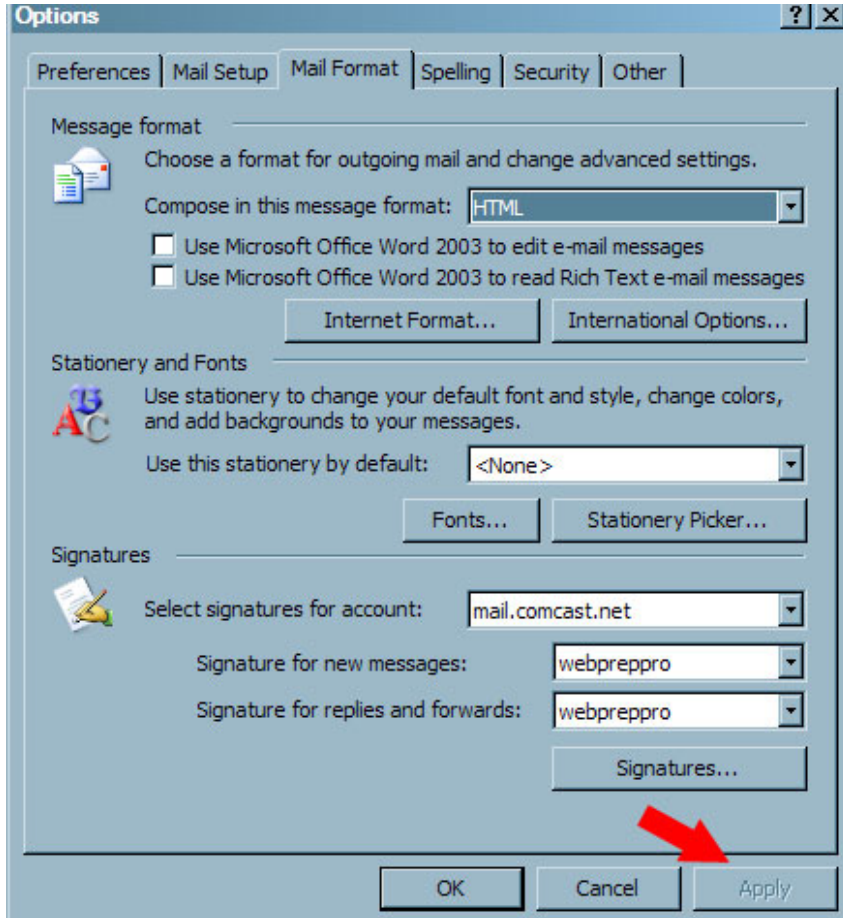 Options
Preferences Mail Setup Mail Format Spelling Security Other
Message format
Choose a format for outgoing mail and change advanced settings.
Compose in this message format: HTML
Use Microsoft Office Word 2003 to edit e-mail messages
Use Microsoft Office Word 2003 to read Rich Text e-mail messages
Internet Format... International Options...
Stationery and Fonts
Use stationery to change your default font and style, change colors,
and add backgrounds to your messages.
Use this stationery by default: <None>
Fonts... Stationery Picker...
Signatures
Select signatures for account: mail.comcast.net
Signature for new messages: webpreppro
Signature for replies and forwards: webpreppro
Signatures...
OK Cancel Apply